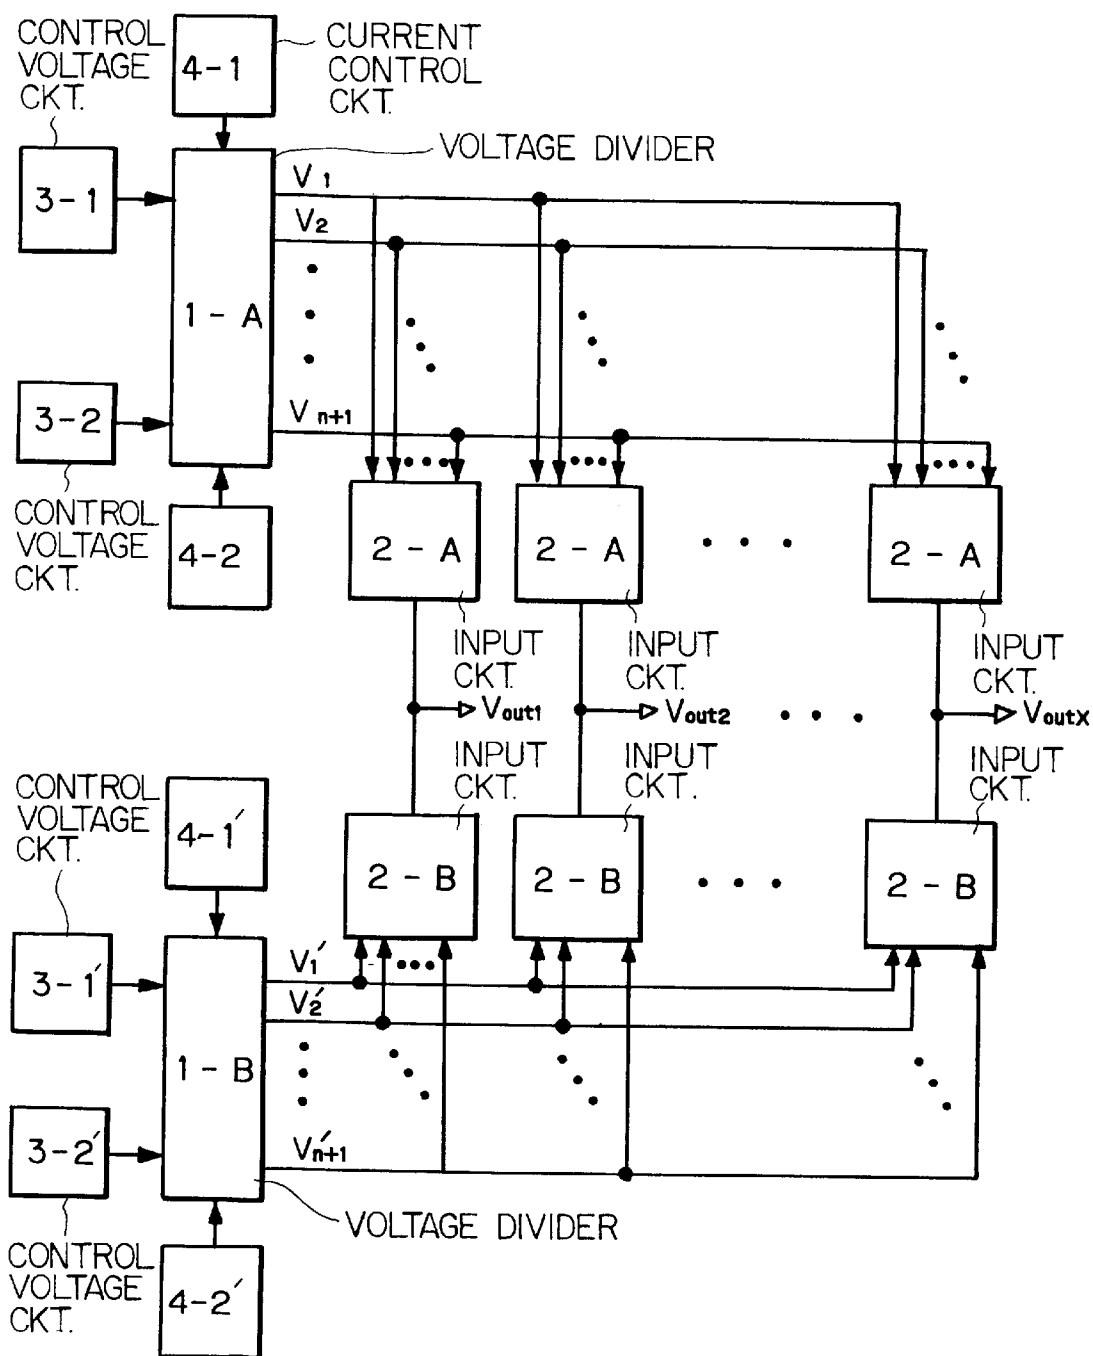 CONTROL
VOLTAGE
CKT.
4-1
CURRENT
CONTROL
CKT.
VOLTAGE DIVIDER
3-1
V1
V2
1-A
3-2
Vn+1
CONTROL
VOLTAGE
CKT.
4-2
2-A
2-A
2-A
INPUT
CKT.
INPUT
CKT.
INPUT
CKT.
Vout1
Vout2
VoutX
INPUT
CKT.
INPUT
CKT.
INPUT
CKT.
CONTROL
VOLTAGE
CKT.
4-1'
2-B
2-B
2-B
3-1'
V1'
V2'
1-B
3-2'
V'n+1
VOLTAGE DIVIDER
CONTROL
VOLTAGE
CKT.
4-2'